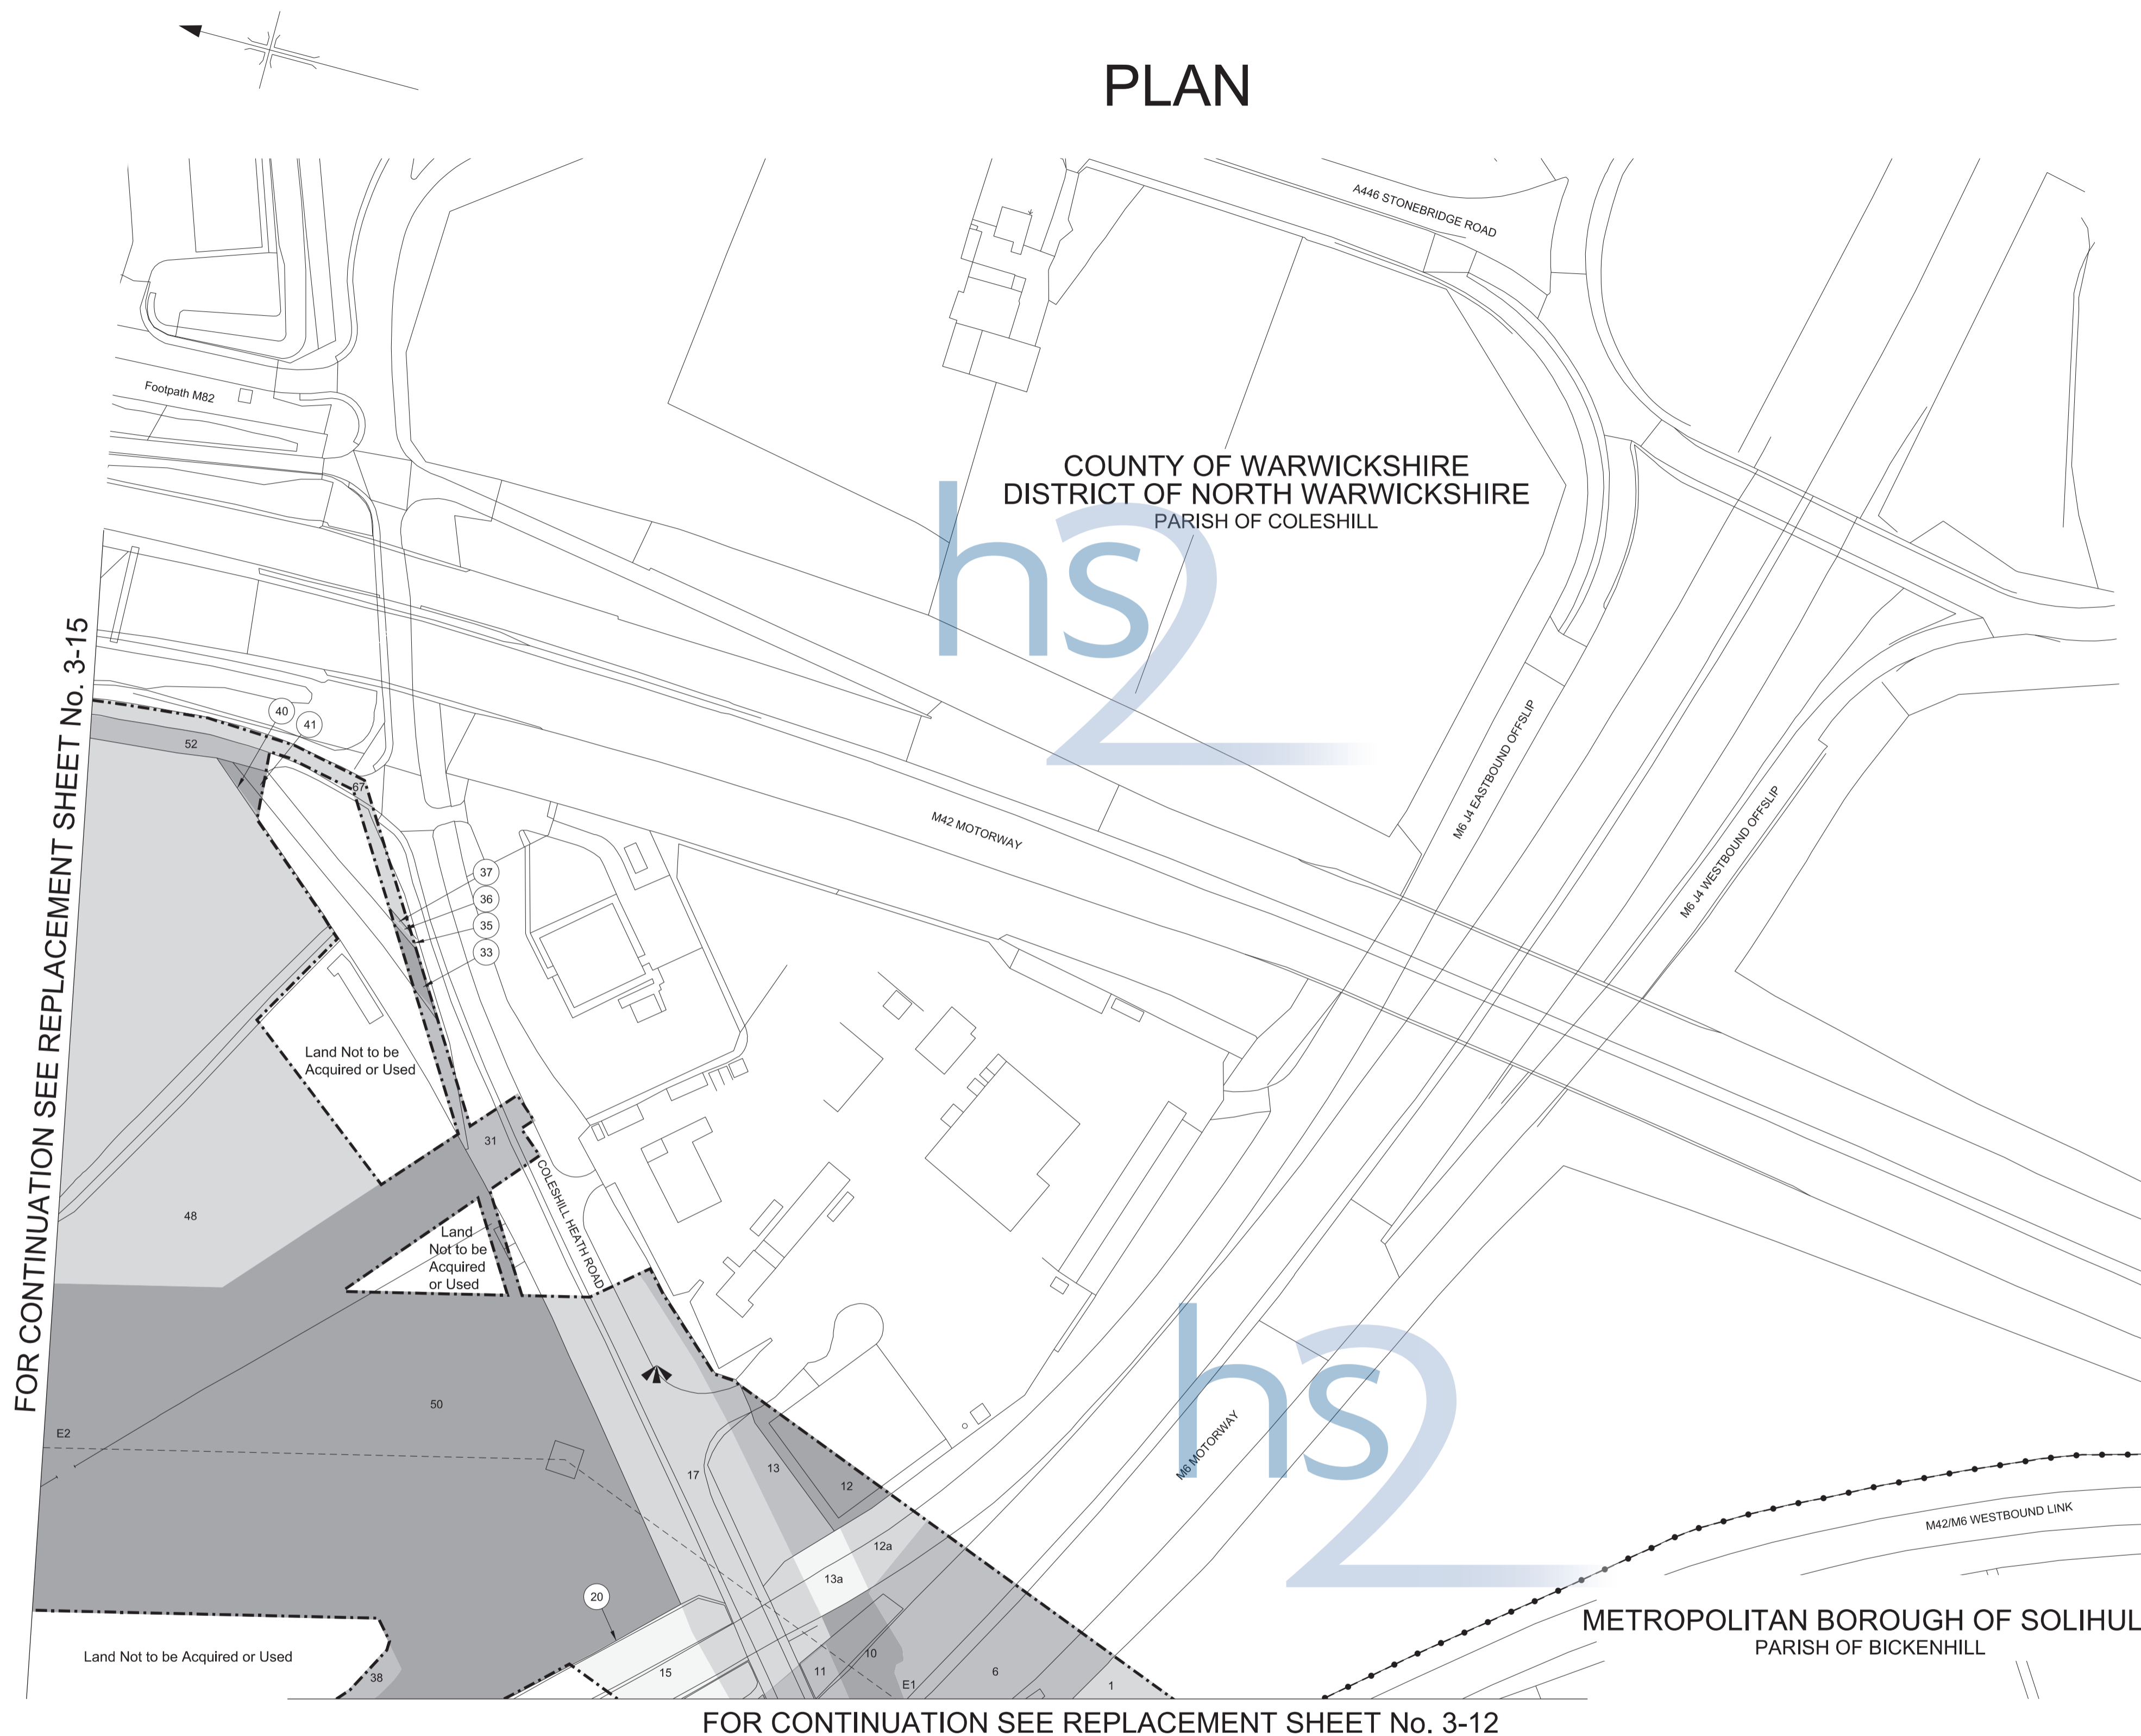 PLAN
A446 STONEBRIDGE ROAD
Footpath M82
COUNTY OF WARWICKSHIRE
DISTRICT OF NORTH WARWICKSHIRE
PARISH OF COLESHILL
hs2
FOR CONTINUATION SEE REPLACEMENT SHEET No. 3-15
40
41
52
67
M6 J4 EASTBOUND OFFSLIP
M6 J4 WESTBOUND OFFSLIP
M42 MOTORWAY
37
36
35
33
Land Not to be
Acquired or Used
31
COLESHILL HEATH ROAD
48
Land
Not to be
Acquired
or Used
hs2
50
E2
17
13
12
M6 MOTORWAY
12a
13a
M42/M6 WESTBOUND LINK
20
METROPOLITAN BOROUGH OF SOLIHUL
PARISH OF BICKENHILL
Land Not to be Acquired or Used
38
15
11
10
E1
6
1
FOR CONTINUATION SEE REPLACEMENT SHEET No. 3-12